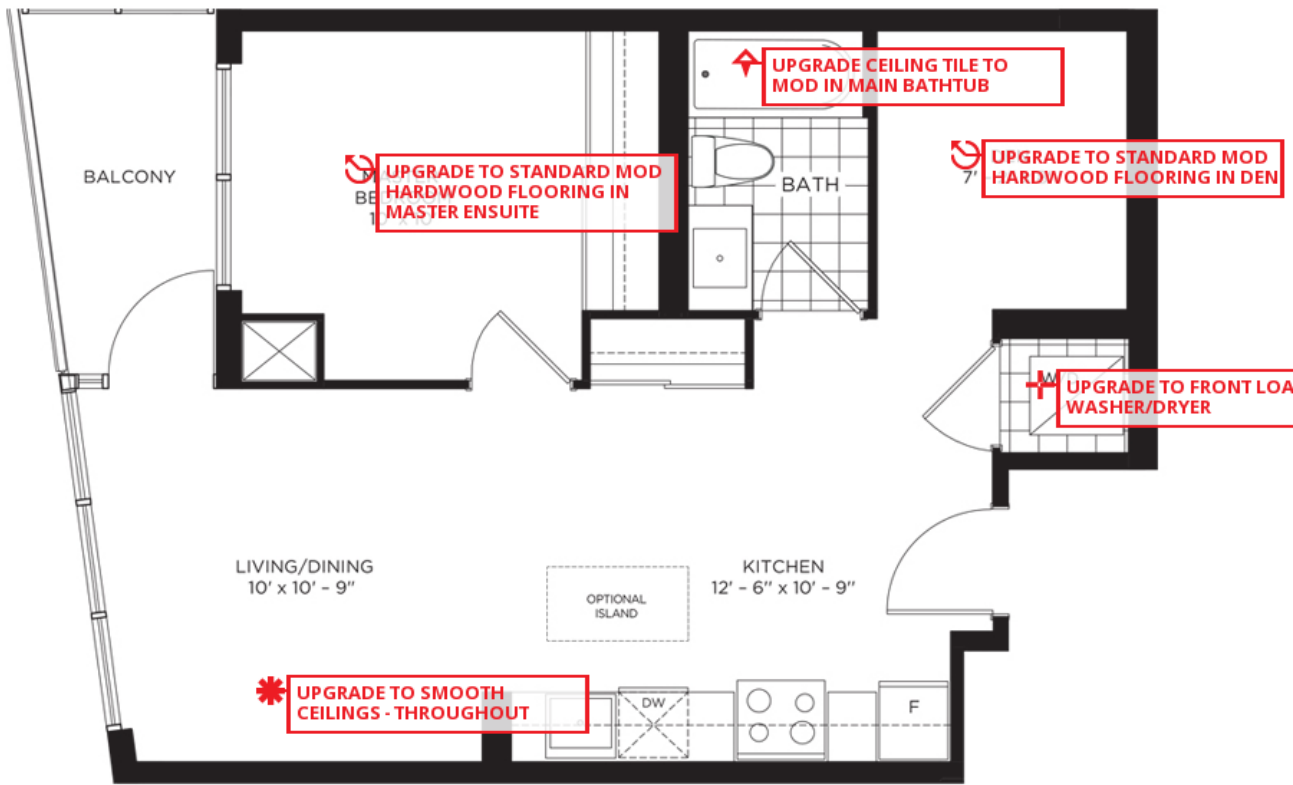 UPGRADE CEILING TILE TO
MOD IN MAIN BATHTUB
BALCONY
UPGRADE TO STANDARD MOD
HARDWOOD FLOORING IN
MASTER ENSUITE
BATH
UPGRADE TO STANDARD MOD
HARDWOOD FLOORING IN DEN
7'
UPGRADE TO FRONT LOA
WASHER/DRYER
LIVING/DINING
10' x 10' – 9"
OPTIONAL
ISLAND
KITCHEN
12' – 6" x 10' – 9"
UPGRADE TO SMOOTH
CEILINGS - THROUGHOUT
DW
F